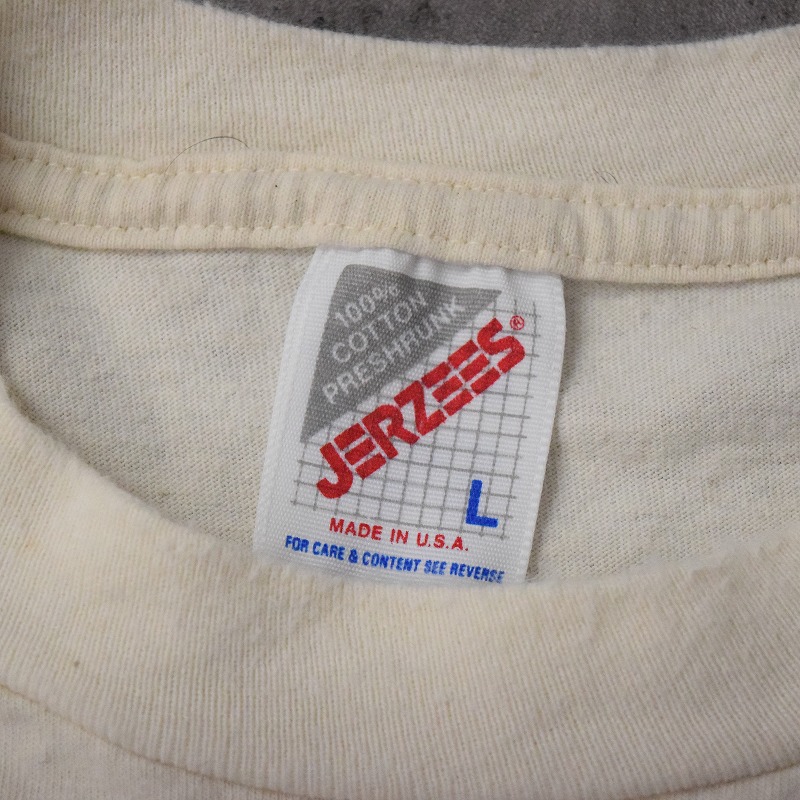 100%
COTTON
PRESHRUNK
JERZEES®
L
MADE IN U.S.A.
FOR CARE & CONTENT SEE REVERSE